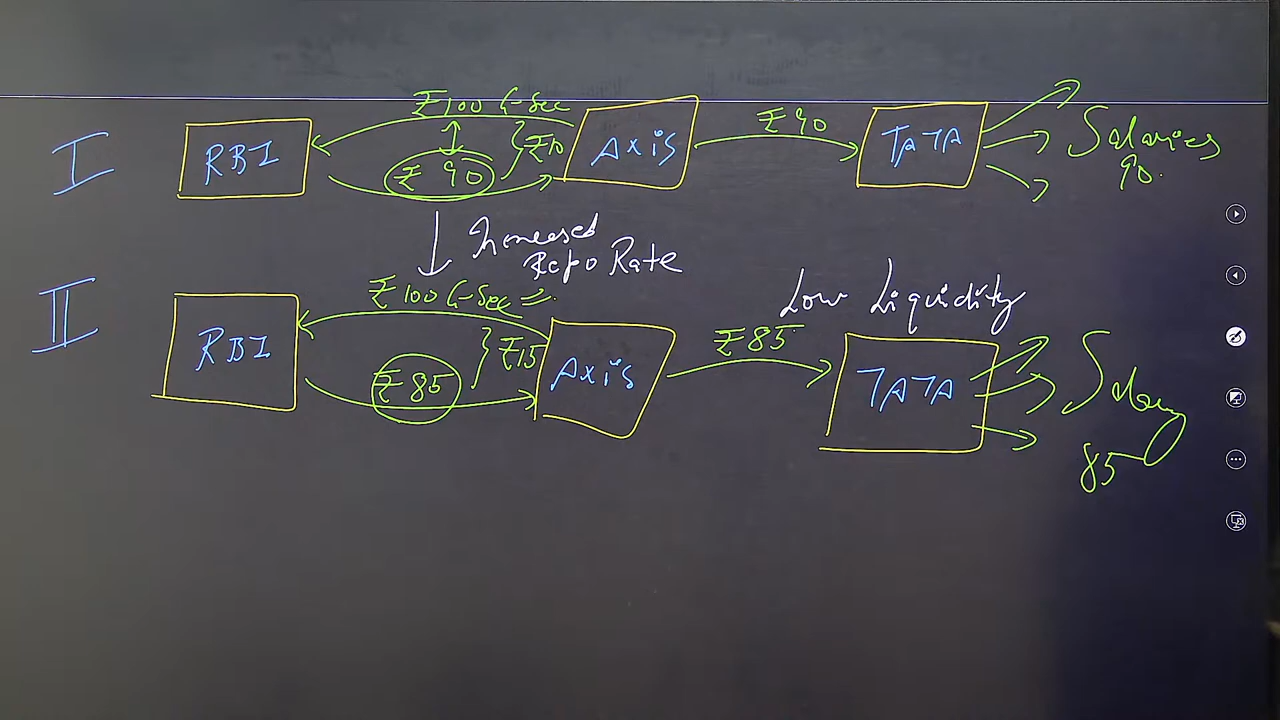 I
RBI
₹100 G-Sec
₹ 90
₹10
Axis
₹90
TATA
Salaries
90.
Increased
Repo Rate
II
RBI
₹100 G-Sec
₹85
₹15
Axis
Low Liquidity
₹85
TATA
Salary
85